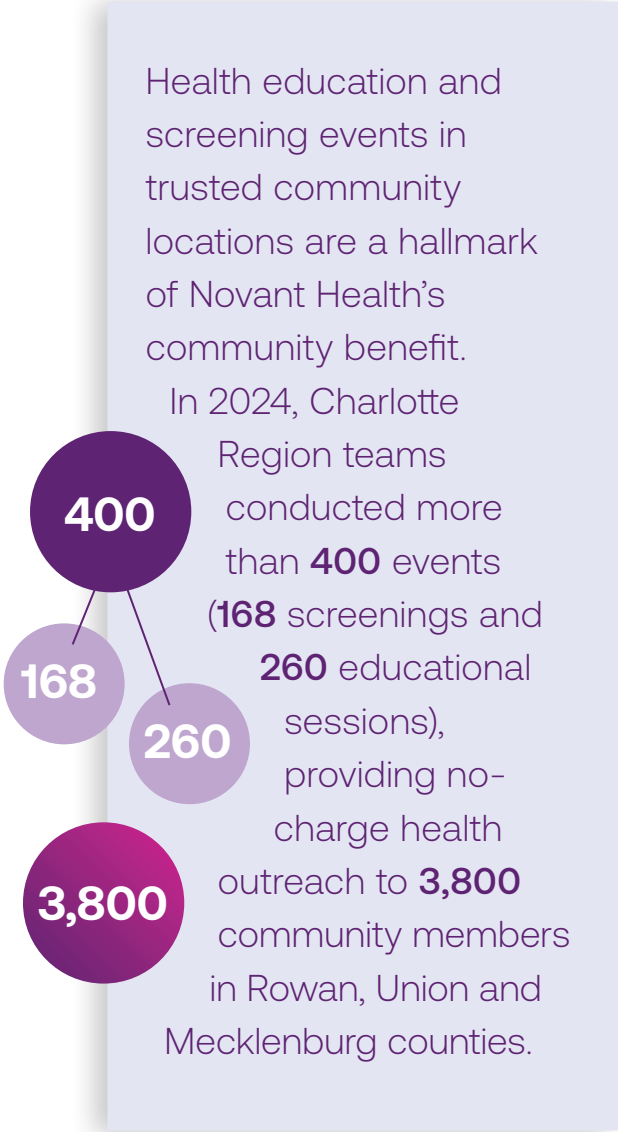 Health education and
screening events in
trusted community
locations are a hallmark
of Novant Health’s
community benefit.
In 2024, Charlotte
Region teams
conducted more
than 400 events
(168 screenings and
260 educational
sessions),
providing no-
charge health
outreach to 3,800
community members
in Rowan, Union and
Mecklenburg counties.
400
168
260
3,800